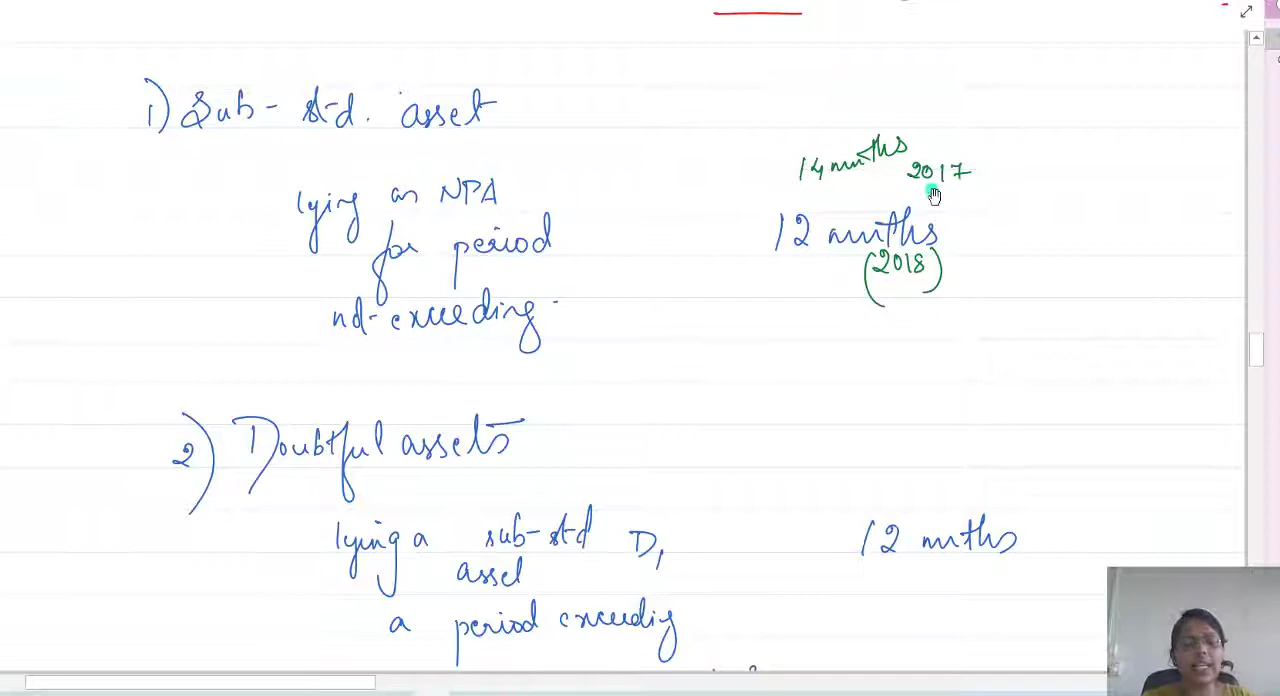 1) Sub-std. asset
14 mnths 2017
lying as NPA
12 mnths
for period
(2018)
nd-exceeding
2) Doubtful assets
lying a sub-std D1 12 mnths
asset
a period exceeding